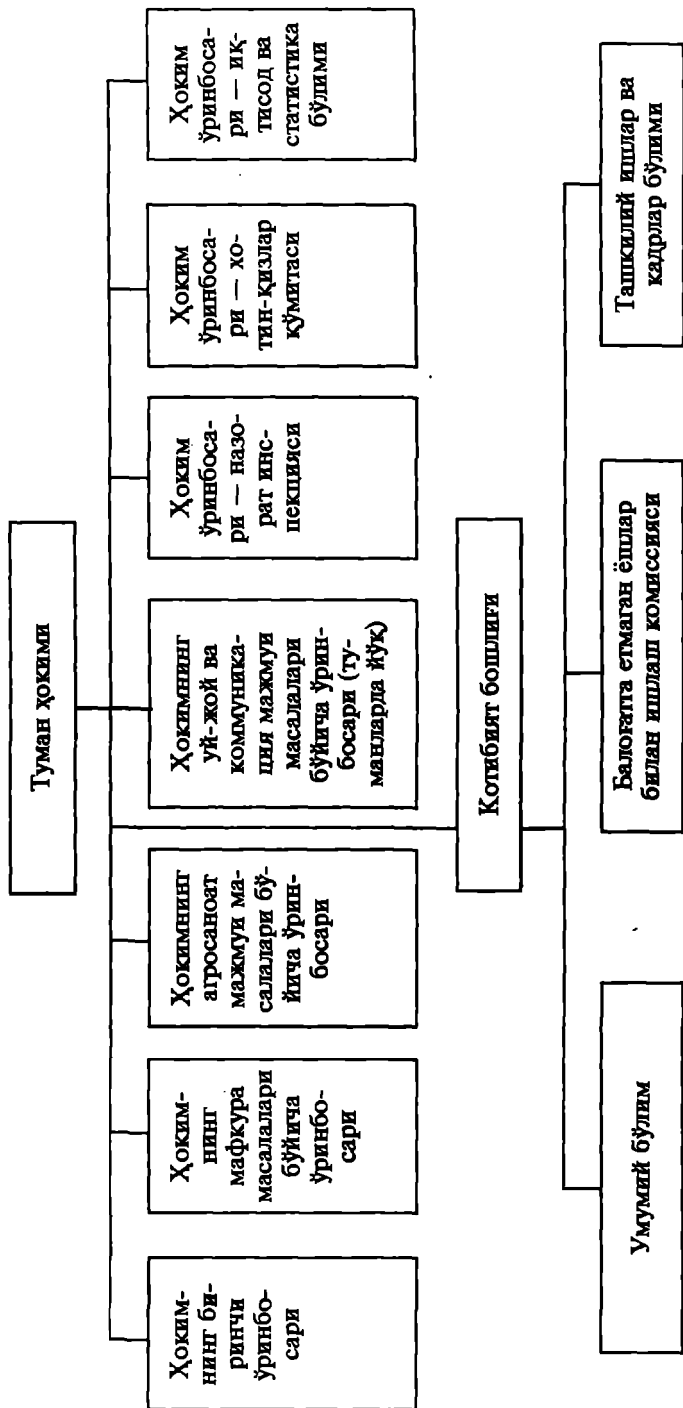 Туман ҳокими
Ҳоким-
нинг би-
ринчи
ўринбо-
сари
Ҳоким-
нинг
мафкура
масалалари
бўйича
ўринбо-
сари
Ҳокимнинг
агросаноат
мажмуи ма-
салалари бў-
йича ўрин-
босари
Ҳокимнинг
уй-жой ва
коммуника-
ция мажмуи
масалалари
бўйича ўрин-
босари (ту-
манларда йўқ)
Ҳоким
ўринбоса-
ри — назо-
рат инс-
пекцияси
Ҳоким
ўринбоса-
ри — хо-
тин-қизлар
қўмитаси
Ҳоким
ўринбоса-
ри — иқ-
тисод ва
статистика
бўлими
Котибият бошлиғи
Умумий бўлим
Балоғатга етмаган ёшлар
билан ишлаш комиссияси
Ташкилий ишлар ва
кадрлар бўлими